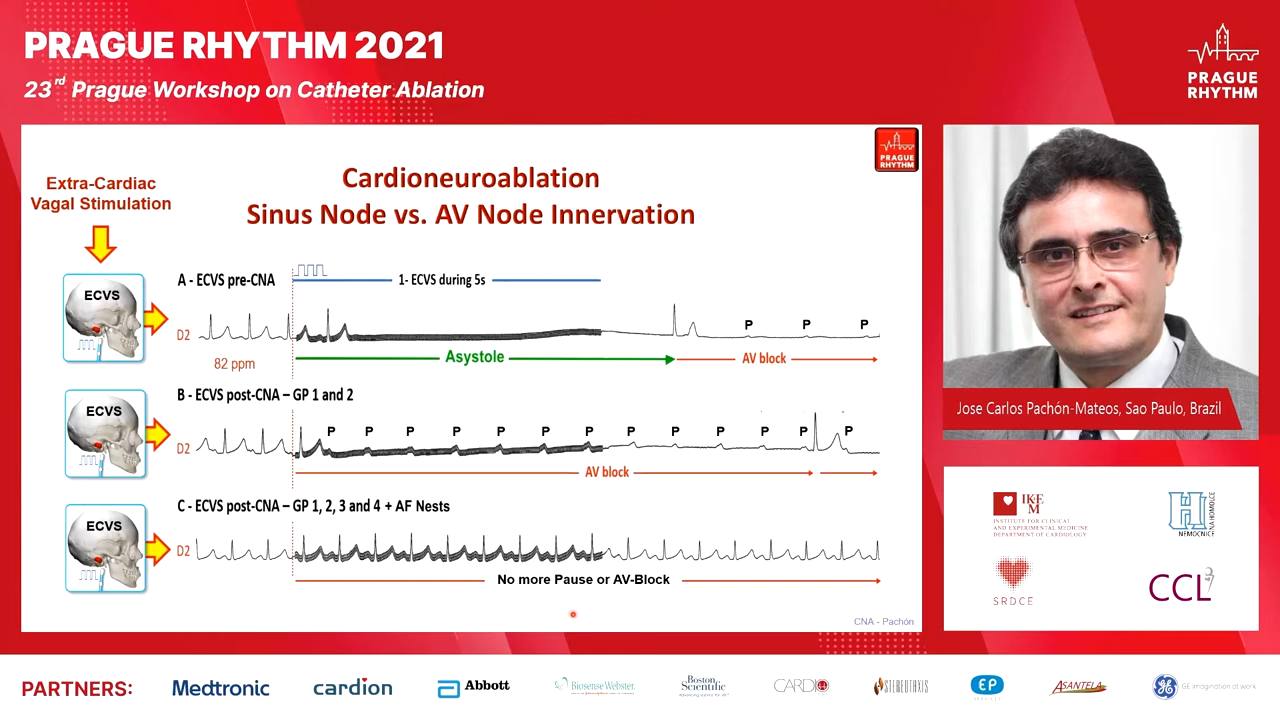 PRAGUE RHYTHM 2021
23rd Prague Workshop on Catheter Ablation
PRAGUE
RHYTHM
PRAGUE
RHYTHM
Cardioneuroablation
Sinus Node vs. AV Node Innervation
Extra-Cardiac
Vagal Stimulation
A - ECVS pre-CNA
1- ECVS during 5s
ECVS
D2
P P P
82 ppm
Asystole
AV block
B - ECVS post-CNA – GP 1 and 2
ECVS
D2
P P P P P P P P P P P P P
AV block
C - ECVS post-CNA – GP 1, 2, 3 and 4 + AF Nests
ECVS
D2
No more Pause or AV-Block
CNA - Pachón
Jose Carlos Pachón-Mateos, Sao Paulo, Brazil
IKEM
INSTITUTE FOR CLINICAL
AND EXPERIMENTAL MEDICINE
DEPARTMENT OF CARDIOLOGY
NEMOCNICE
NA HOMOLCE
SRDCE
CCL
PARTNERS:
Medtronic
cardion
Abbott
Biosense Webster
Boston
Scientific
CARDIO
STEREOTAXIS
EP
ASANTELA
GE imagination at work